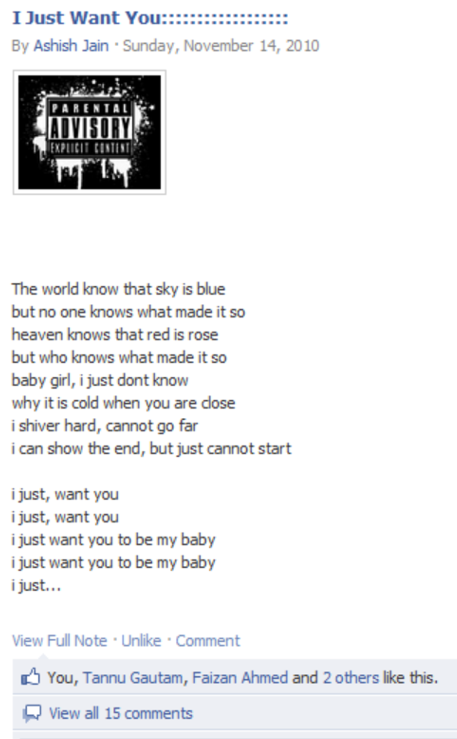 I Just Want You::::::::::::::::::
By Ashish Jain · Sunday, November 14, 2010
PARENTAL
ADVISORY
EXPLICIT CONTENT
The world know that sky is blue
but no one knows what made it so
heaven knows that red is rose
but who knows what made it so
baby girl, i just dont know
why it is cold when you are close
i shiver hard, cannot go far
i can show the end, but just cannot start
i just, want you
i just, want you
i just want you to be my baby
i just want you to be my baby
i just...
View Full Note · Unlike · Comment
You, Tannu Gautam, Faizan Ahmed and 2 others like this.
View all 15 comments